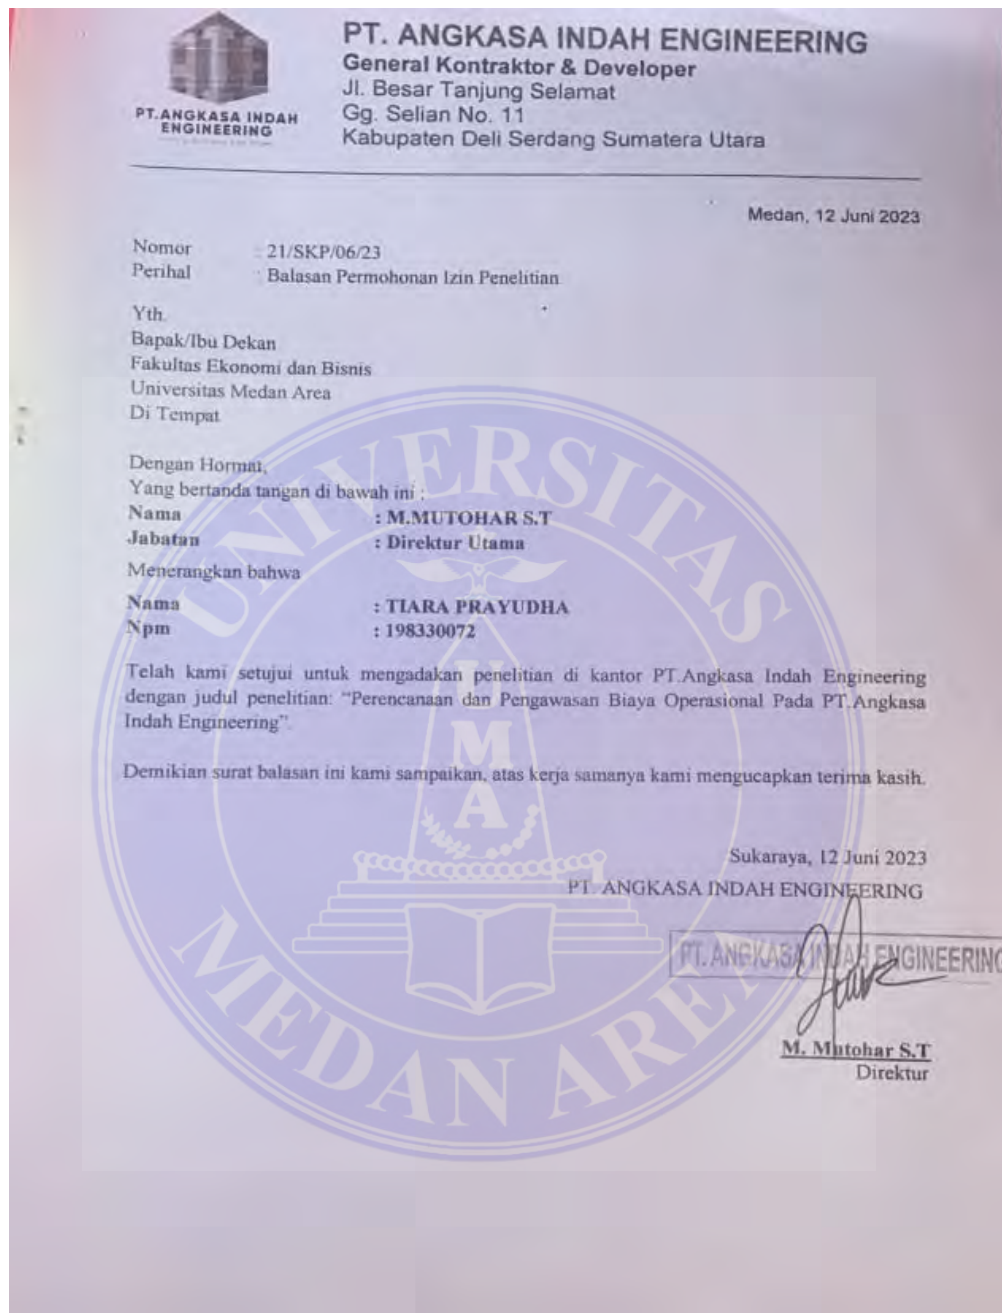 PT. ANGKASA INDAH ENGINEERING
General Kontraktor & Developer
Jl. Besar Tanjung Selamat
Gg. Selian No. 11
Kabupaten Deli Serdang Sumatera Utara
PT.ANGKASA INDAH
ENGINEERING
Medan, 12 Juni 2023
Nomor : 21/SKP/06/23
Perihal : Balasan Permohonan Izin Penelitian
Yth.
Bapak/Ibu Dekan
Fakultas Ekonomi dan Bisnis
Universitas Medan Area
Di Tempat
Dengan Hormat,
Yang bertanda tangan di bawah ini :
Nama : M.MUTOHAR S.T
Jabatan : Direktur Utama
Menerangkan bahwa
Nama : TIARA PRAYUDHA
Npm : 198330072
Telah kami setujui untuk mengadakan penelitian di kantor PT.Angkasa Indah Engineering
dengan judul penelitian: “Perencanaan dan Pengawasan Biaya Operasional Pada PT.Angkasa
Indah Engineering”.
Demikian surat balasan ini kami sampaikan, atas kerja samanya kami mengucapkan terima kasih.
Sukaraya, 12 Juni 2023
PT. ANGKASA INDAH ENGINEERING
PT. ANGKASA INDAH ENGINEERING
M. Mutohar S.T
Direktur
UNIVERSITAS
UMA
MEDAN AREA